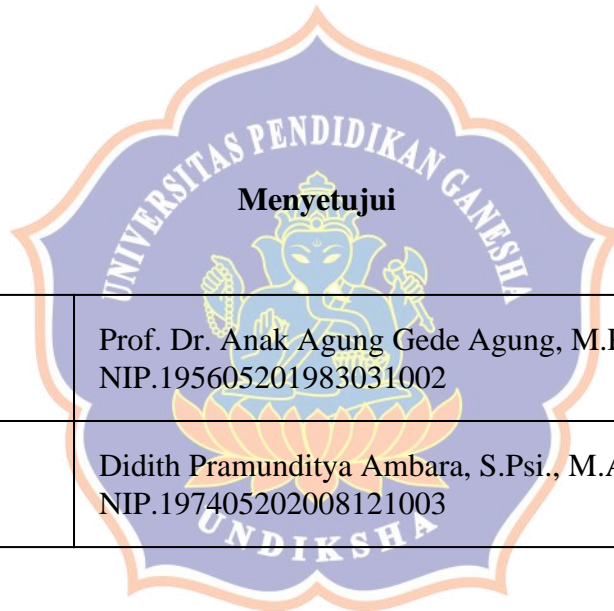 UNIVERSITAS PENDIDIKAN GANESHA
Menyetujui
Prof. Dr. Anak Agung Gede Agung, M.
NIP.195605201983031002
Didith Pramunditya Ambara, S.Psi., M.A
NIP.197405202008121003
UNDIKSHA